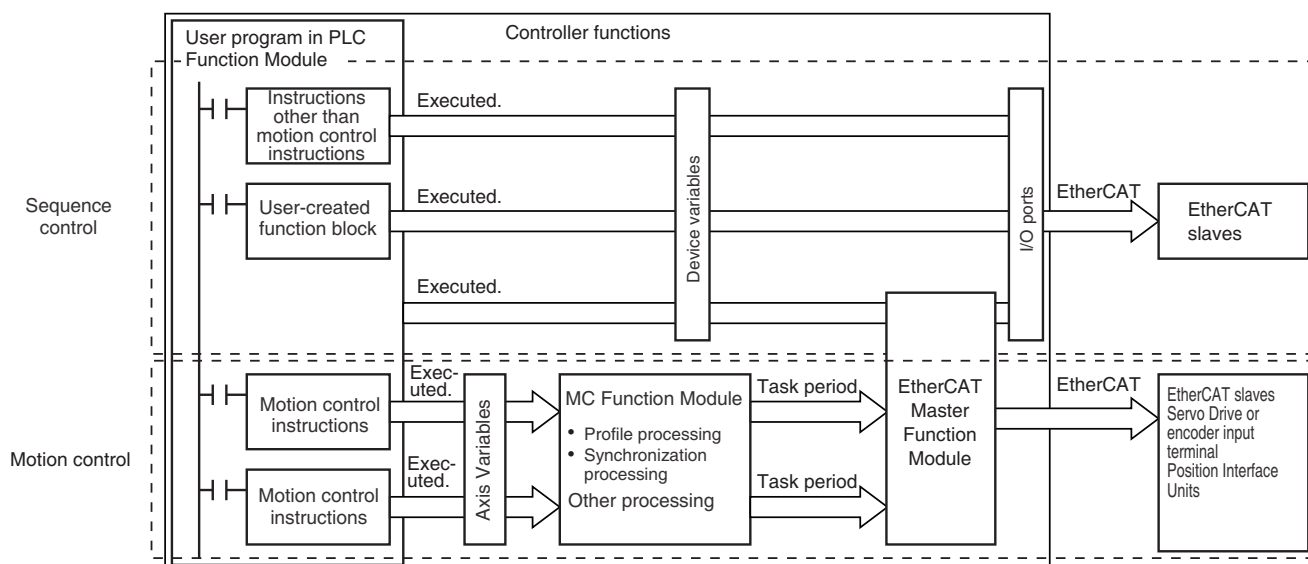 User program in PLC
Function Module
Controller functions
Instructions
other than
motion control
instructions
Executed.
Sequence
control
User-created
function block
Executed.
Device variables
I/O ports
EtherCAT
EtherCAT
slaves
Executed.
Motion control
Motion control
instructions
Exec-
uted.
Axis Variables
MC Function Module
• Profile processing
• Synchronization
processing
Other processing
Task period
EtherCAT
Master
Function
Module
EtherCAT
EtherCAT slaves
Servo Drive or
encoder input
terminal
Position Interface
Units
Motion control
instructions
Exec-
uted.
Task period